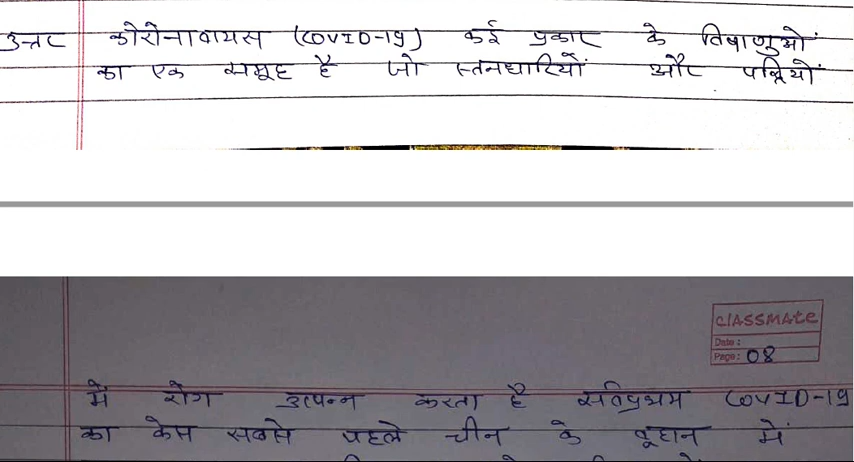 उत्तर कोरोनावायस (COVID-19) कई प्रकार के विषाणुओं
का एक समूह है जो स्तनधारियों और पक्षियों
classmate
Date :
Page : 08
में रोग उत्पन्न करता है सर्वप्रथम COVID-19
का केस सबसे पहले चीन के वूहान में